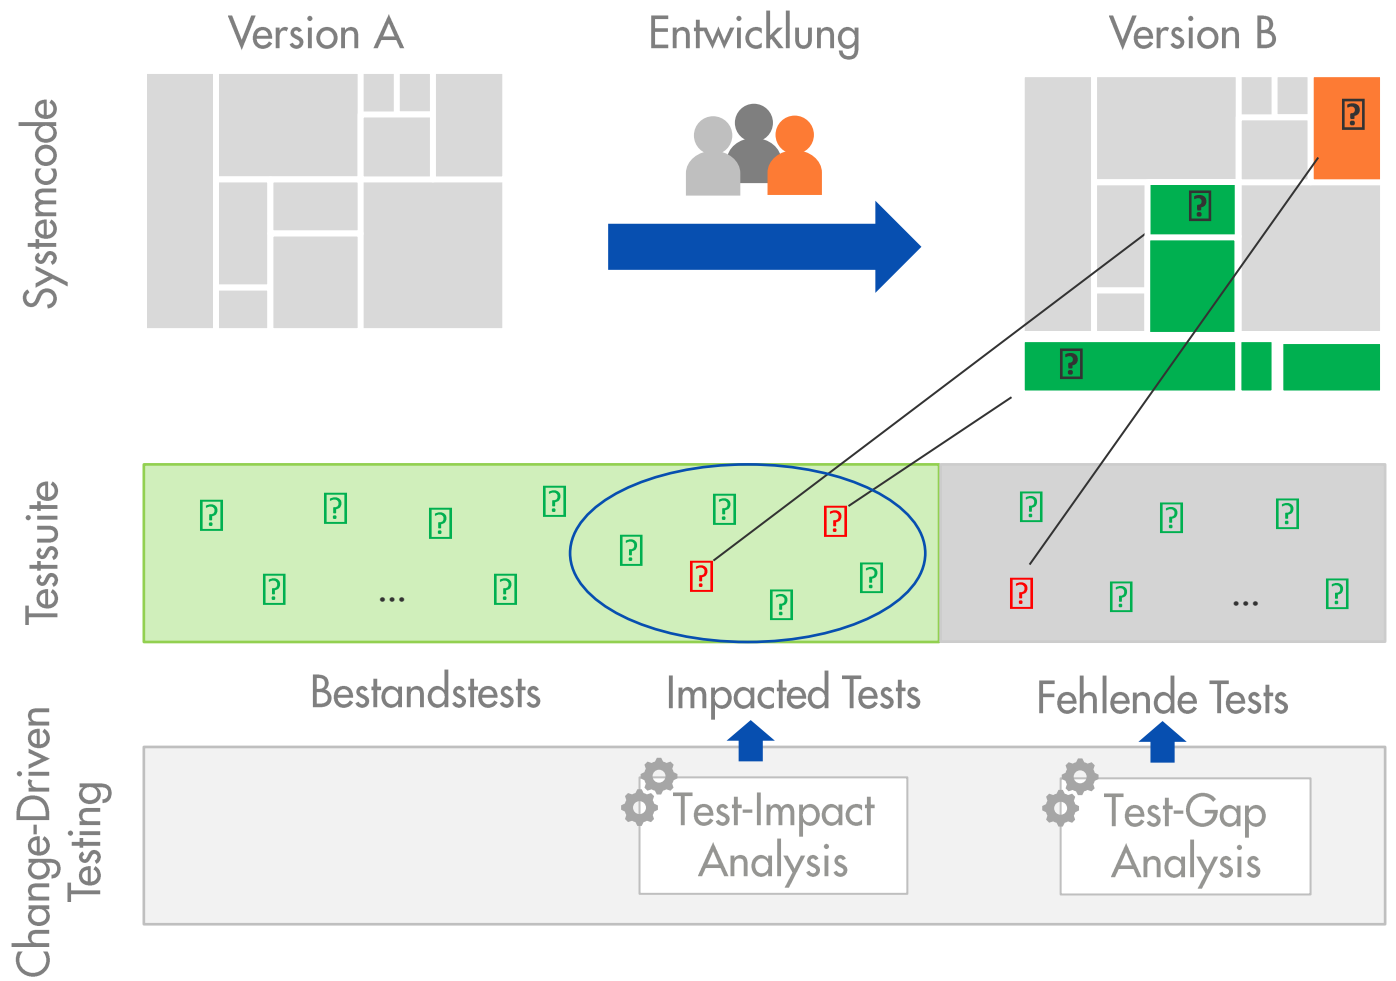 Version A
Entwicklung
Version B
Systemcode
Testsuite
...
...
Bestandstests
Impacted Tests
Fehlende Tests
Change-Driven
Testing
Test-Impact
Analysis
Test-Gap
Analysis